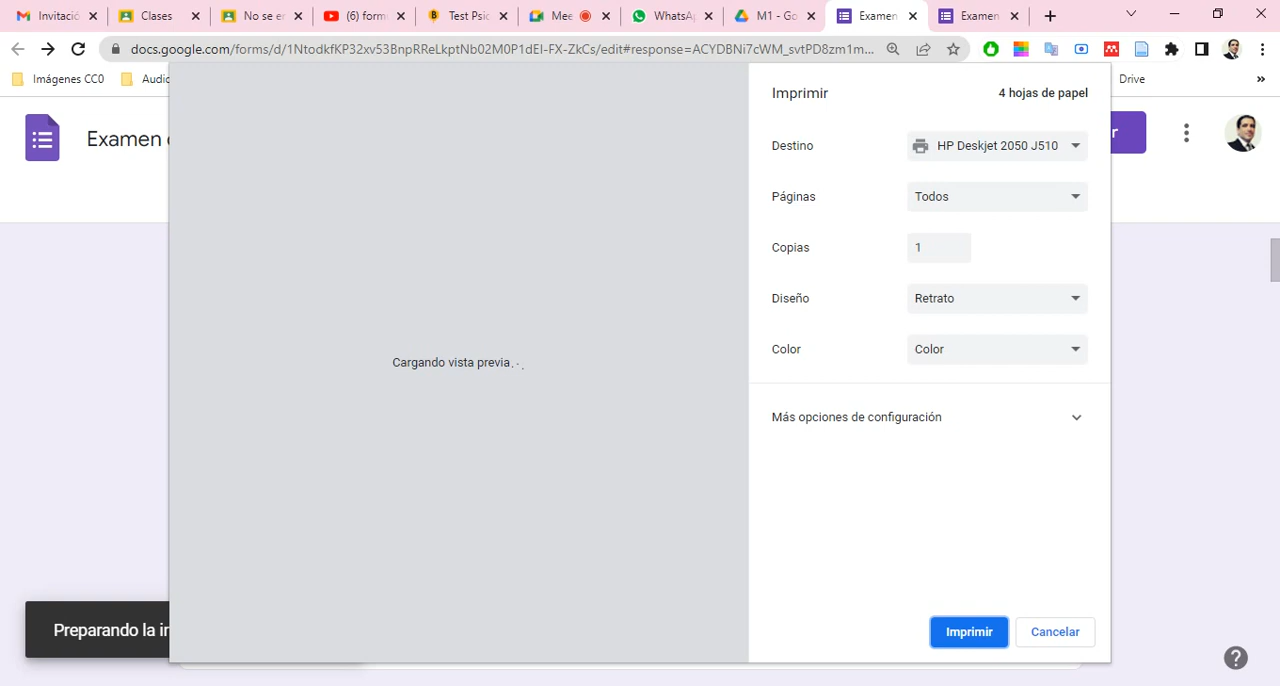 Invitació
Clases
No se en
(6) form
Test Psic
Mee
WhatsA
M1 - Go
Examen
Examen
docs.google.com/forms/d/1NtodkfKP32xv53BnpRReLkptNb02M0P1dEI-FX-ZkCs/edit#response=ACYDBNi7cWM_svtPD8zm1m...
Imágenes CC0
Audio
Drive
»
Examen
r
Imprimir
4 hojas de papel
Destino
HP Deskjet 2050 J510
Páginas
Todos
Copias
1
Diseño
Retrato
Color
Color
Cargando vista previa...
Más opciones de configuración
Preparando la i
Imprimir
Cancelar